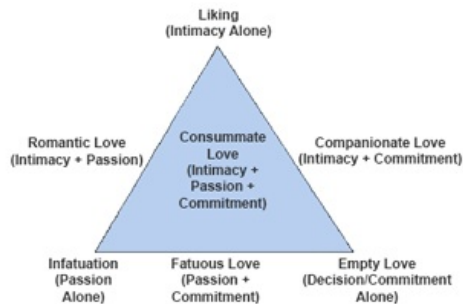 Liking
(Intimacy Alone)
Romantic Love
(Intimacy + Passion)
Consummate
Love
(Intimacy +
Passion +
Commitment)
Companionate Love
(Intimacy + Commitment)
Infatuation
(Passion
Alone)
Fatuous Love
(Passion +
Commitment)
Empty Love
(Decision/Commitment
Alone)